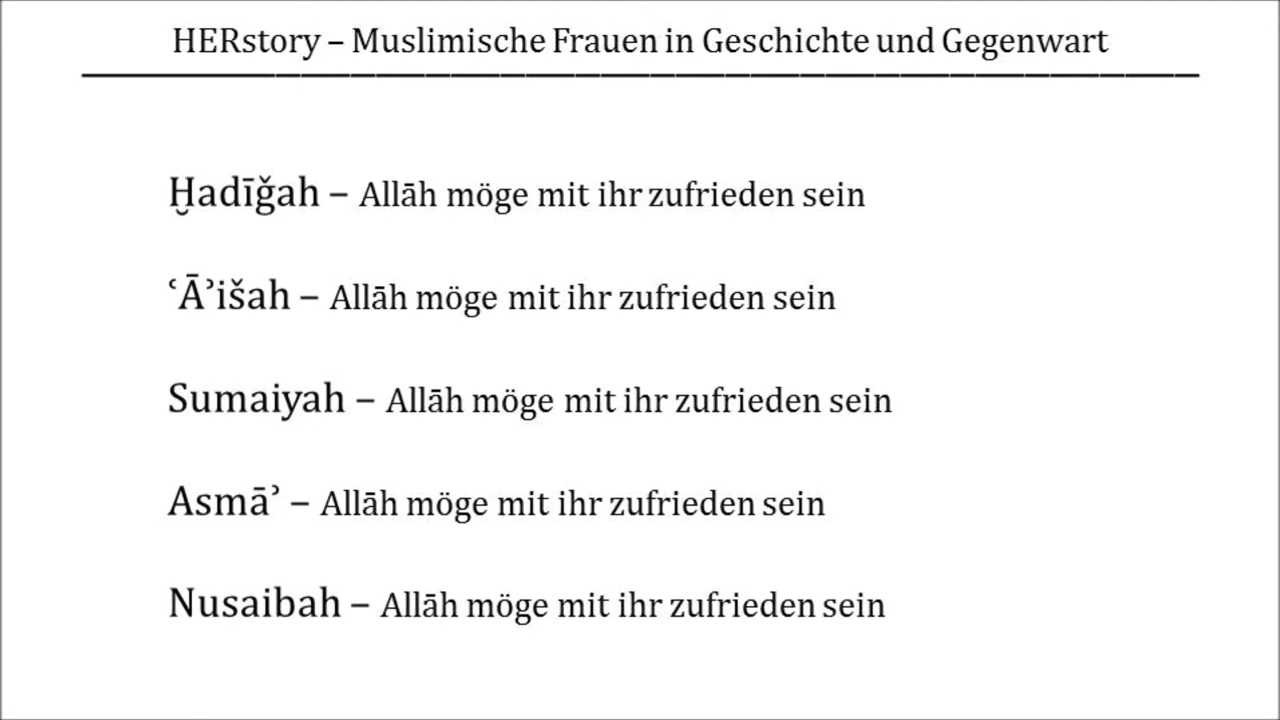 HERstory – Muslimische Frauen in Geschichte und Gegenwart
Ḫadīǧah – Allāh möge mit ihr zufrieden sein
ʿĀʾišah – Allāh möge mit ihr zufrieden sein
Sumaiyah – Allāh möge mit ihr zufrieden sein
Asmāʾ – Allāh möge mit ihr zufrieden sein
Nusaibah – Allāh möge mit ihr zufrieden sein